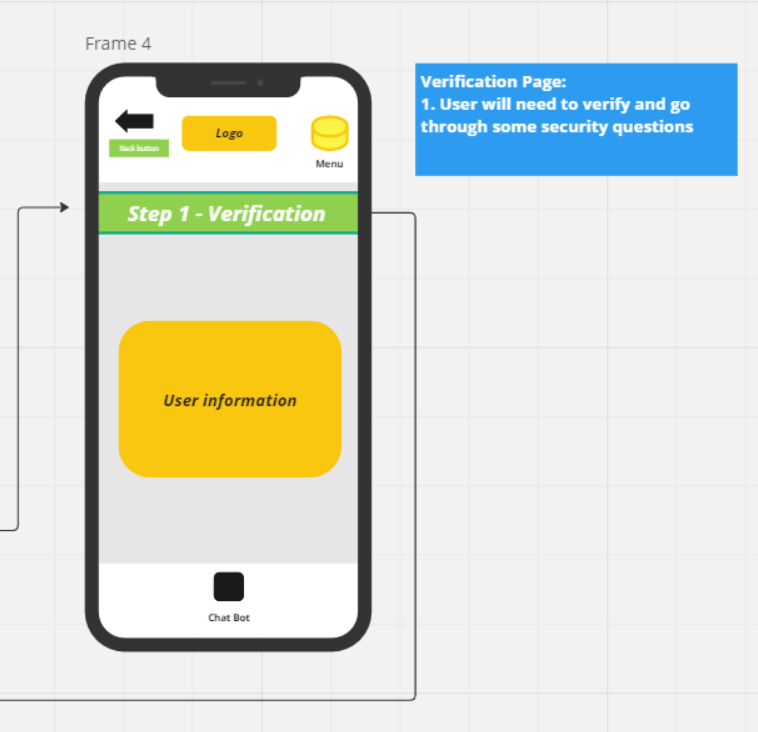 Frame 4
Logo
Back button
Menu
Step 1 - Verification
User information
Chat Bot
Verification Page:
1. User will need to verify and go
through some security questions